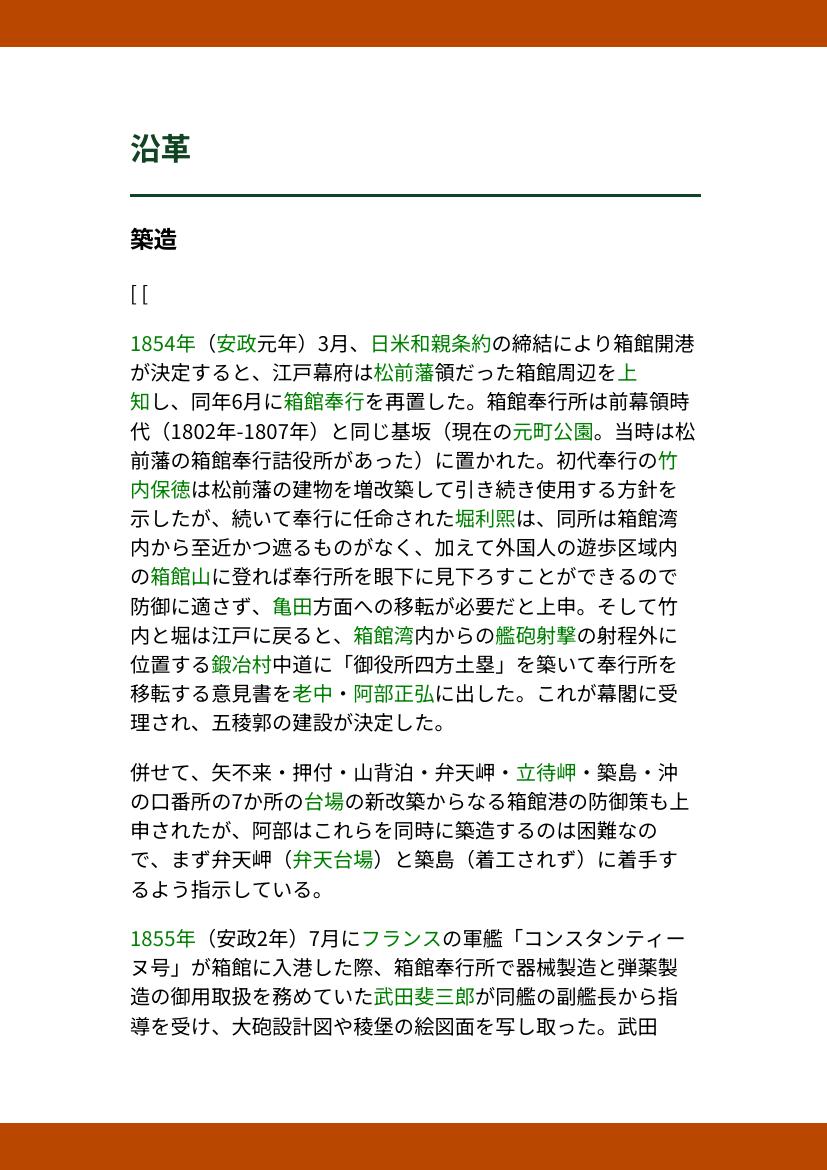 沿革
築造
[ [
1854年（安政元年）3月、日米和親条約の締結により箱館開港
が決定すると、江戸幕府は松前藩領だった箱館周辺を上
知し、同年6月に箱館奉行を再置した。箱館奉行所は前幕領時
代（1802年-1807年）と同じ基坂（現在の元町公園。当時は松
前藩の箱館奉行詰役所があった）に置かれた。初代奉行の竹
内保徳は松前藩の建物を増改築して引き続き使用する方針を
示したが、続いて奉行に任命された堀利煕は、同所は箱館湾
内から至近かつ遮るものがなく、加えて外国人の遊歩区域内
の箱館山に登れば奉行所を眼下に見下ろすことができるので
防御に適さず、亀田方面への移転が必要だと上申。そして竹
内と堀は江戸に戻ると、箱館湾内からの艦砲射撃の射程外に
位置する鍛冶村中道に「御役所四方土塁」を築いて奉行所を
移転する意見書を老中・阿部正弘に出した。これが幕閣に受
理され、五稜郭の建設が決定した。
併せて、矢不来・押付・山背泊・弁天岬・立待岬・築島・沖
の口番所の7か所の台場の新改築からなる箱館港の防御策も上
申されたが、阿部はこれらを同時に築造するのは困難なの
で、まず弁天岬（弁天台場）と築島（着工されず）に着手す
るよう指示している。
1855年（安政2年）7月にフランスの軍艦「コンスタンティー
ヌ号」が箱館に入港した際、箱館奉行所で器械製造と弾薬製
造の御用取扱を務めていた武田斐三郎が同艦の副艦長から指
導を受け、大砲設計図や稜堡の絵図面を写し取った。武田